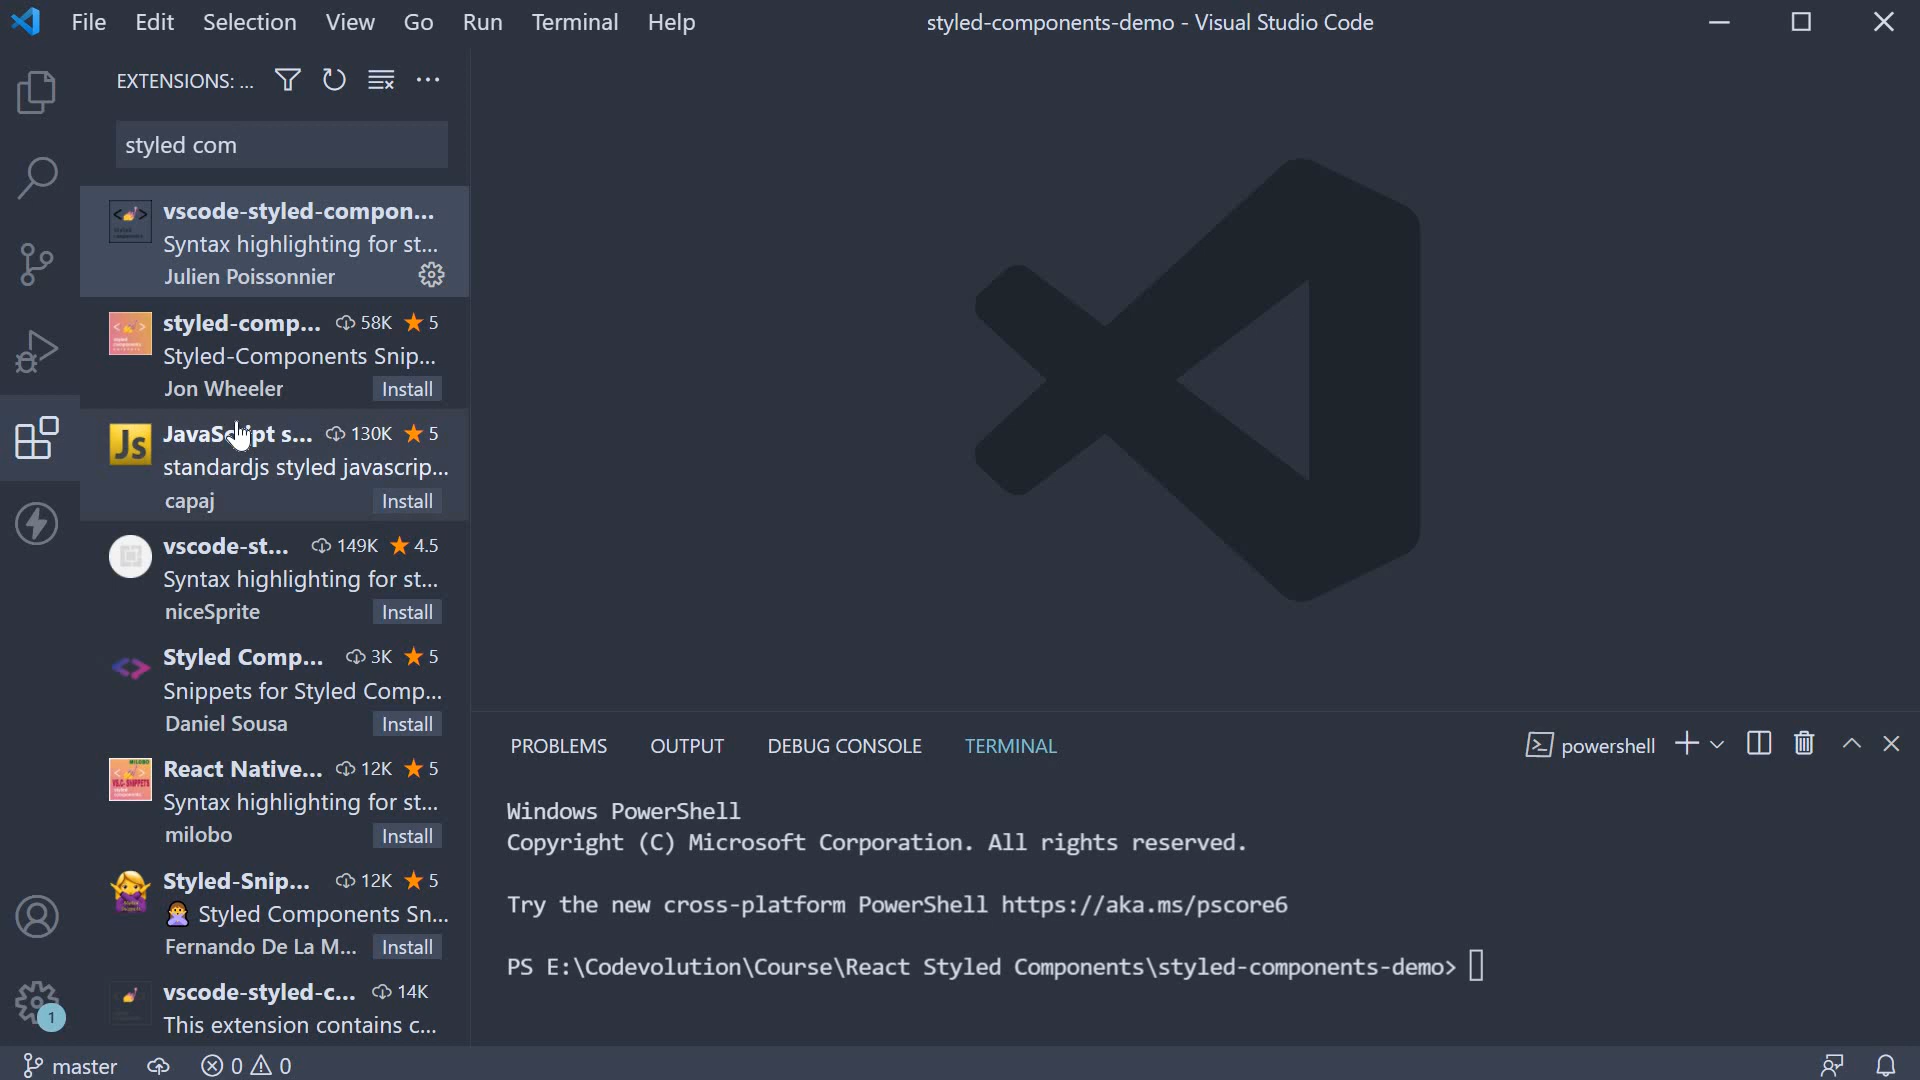 File Edit Selection View Go Run Terminal Help styled-components-demo - Visual Studio Code
EXTENSIONS: ...
styled com
vscode-styled-compon...
Syntax highlighting for st...
Julien Poissonnier
styled-comp... 58K 5
Styled-Components Snip...
Jon Wheeler Install
JavaScript s... 130K 5
standardjs styled javascrip...
capaj Install
vscode-st... 149K 4.5
Syntax highlighting for st...
niceSprite Install
Styled Comp... 3K 5
Snippets for Styled Comp...
Daniel Sousa Install
React Native... 12K 5
Syntax highlighting for st...
milobo Install
Styled-Snip... 12K 5
Styled Components Sn...
Fernando De La M... Install
vscode-styled-c... 14K
This extension contains c...
PROBLEMS OUTPUT DEBUG CONSOLE TERMINAL powershell
Windows PowerShell
Copyright (C) Microsoft Corporation. All rights reserved.
Try the new cross-platform PowerShell https://aka.ms/pscore6
PS E:\Codevolution\Course\React Styled Components\styled-components-demo>
1
master 0 0